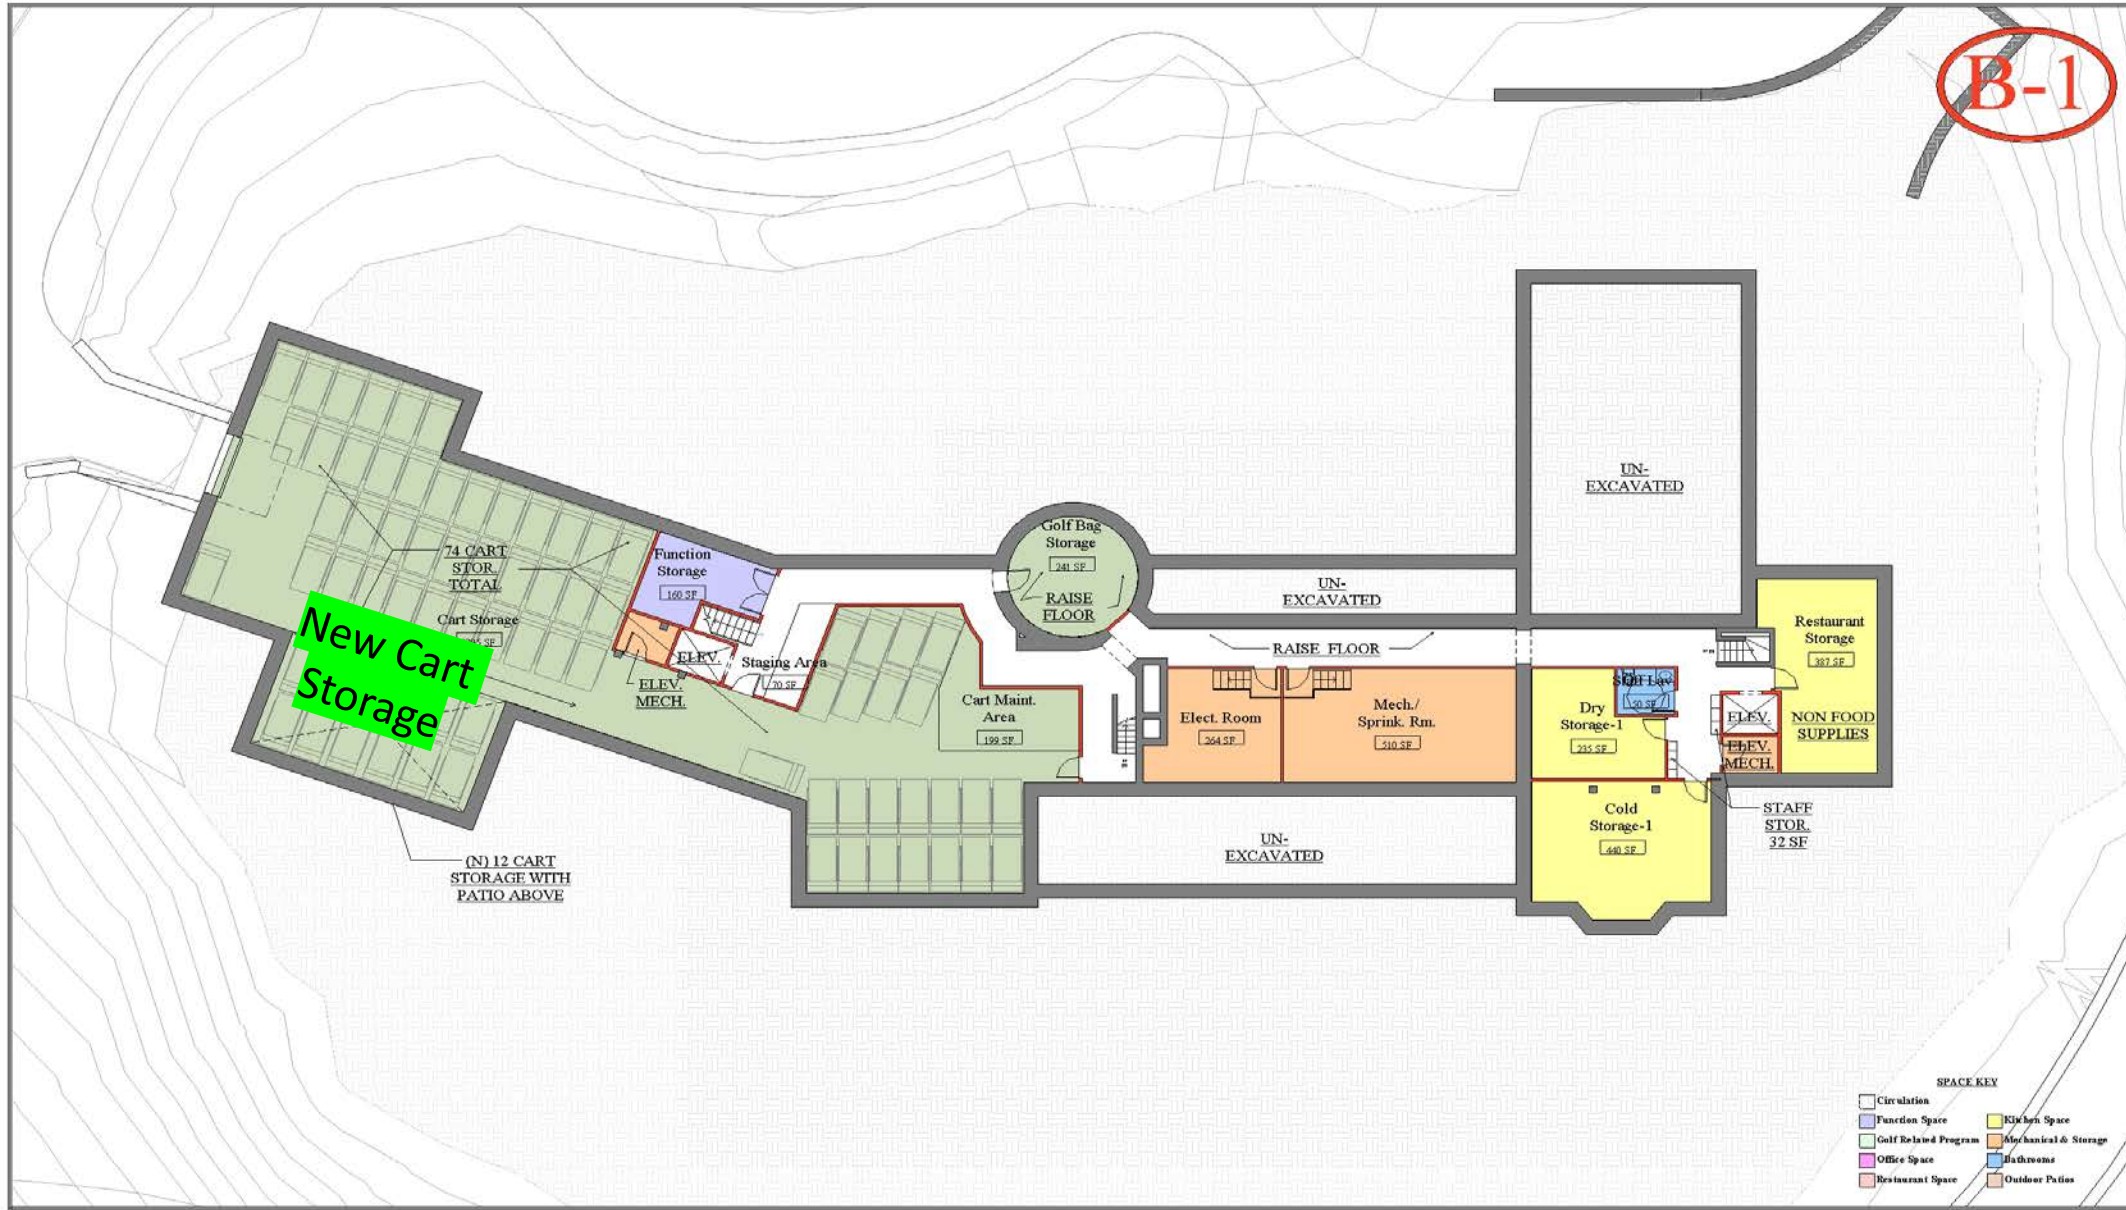 B-1
UN-
EXCAVATED
Golf Bag
Storage
241 SF
RAISE
FLOOR
74 CART
STOR.
TOTAL
Function
Storage
160 SF
UN-
EXCAVATED
Cart Storage
New Cart
Storage
ELEV.
ELEV.
MECH.
Staging Area
70 SF
RAISE FLOOR
Restaurant
Storage
387 SF
Cart Maint.
Area
199 SF
Elect. Room
264 SF
Mech./
Sprink. Rm.
510 SF
Dry
Storage-1
235 SF
Staff Lav
50 SF
ELEV.
ELEV.
MECH.
NON FOOD
SUPPLIES
Cold
Storage-1
440 SF
STAFF
STOR.
32 SF
UN-
EXCAVATED
(N) 12 CART
STORAGE WITH
PATIO ABOVE
SPACE KEY
Circulation
Function Space
Kitchen Space
Golf Related Program
Mechanical & Storage
Office Space
Bathrooms
Restaurant Space
Outdoor Patios